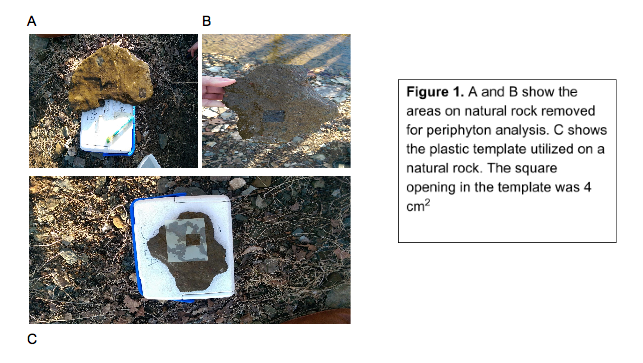 A
B
Figure 1. A and B show the
areas on natural rock removed
for periphyton analysis. C shows
the plastic template utilized on a
natural rock. The square
opening in the template was 4
cm²
C